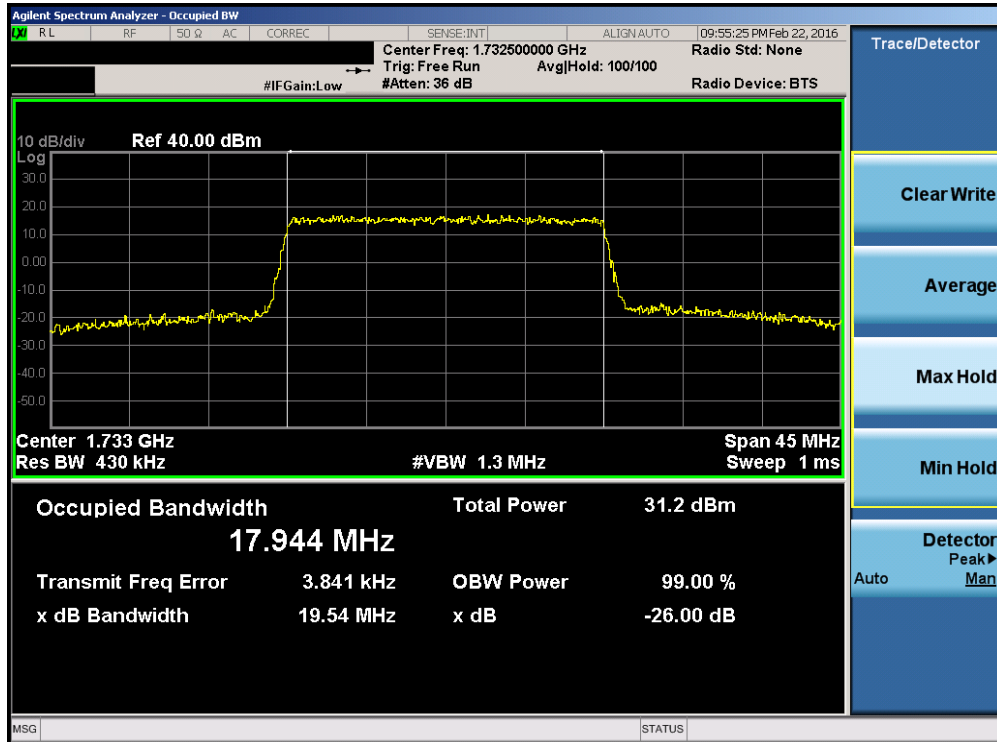 Agilent Spectrum Analyzer - Occupied BW
LXI RL RF 50 Ω AC CORREC SENSE:INT ALIGN AUTO 09:55:25 PM Feb 22, 2016
Center Freq: 1.732500000 GHz Radio Std: None
Trig: Free Run Avg|Hold: 100/100
#IFGain:Low #Atten: 36 dB Radio Device: BTS
Trace/Detector
10 dB/div Ref 40.00 dBm
Log
30.0
20.0
10.0
0.00
-10.0
-20.0
-30.0
-40.0
-50.0
Center 1.733 GHz Span 45 MHz
Res BW 430 kHz #VBW 1.3 MHz Sweep 1 ms
Occupied Bandwidth Total Power 31.2 dBm
17.944 MHz
Transmit Freq Error 3.841 kHz OBW Power 99.00 %
x dB Bandwidth 19.54 MHz x dB -26.00 dB
Clear Write
Average
Max Hold
Min Hold
Detector
Peak▶
Auto Man
MSG STATUS